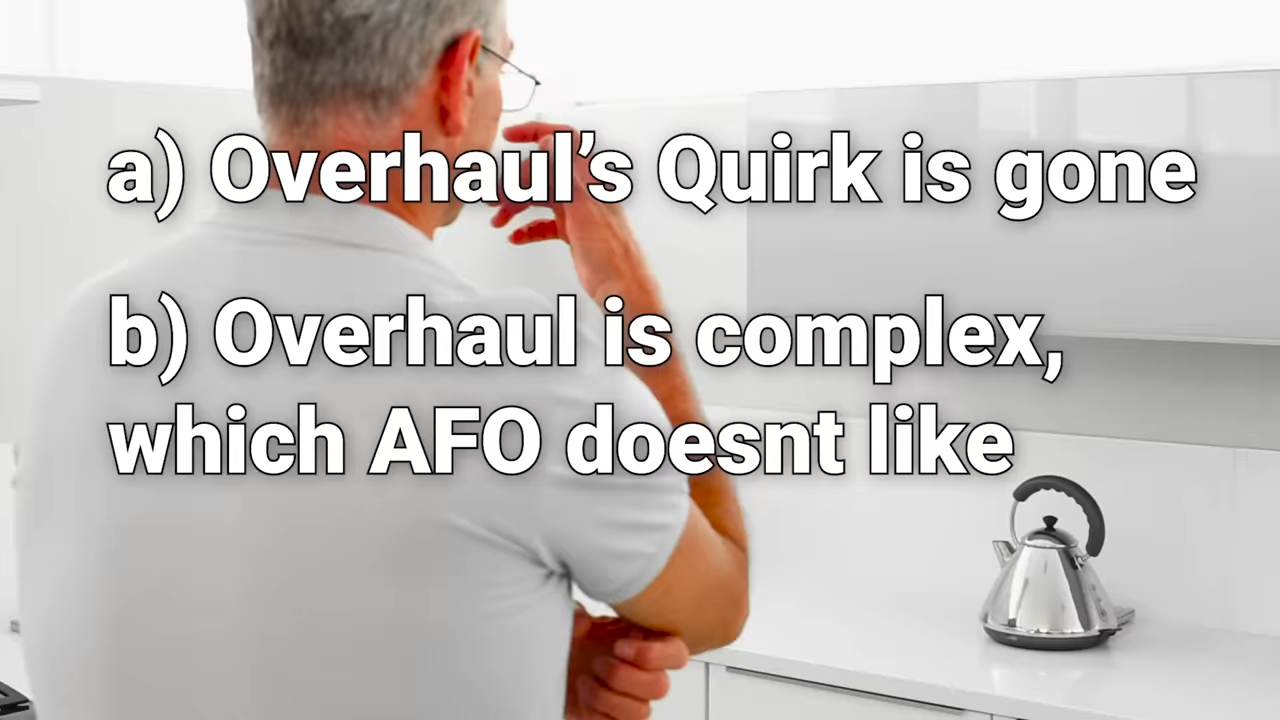 a) Overhaul’s Quirk is gone
b) Overhaul is complex,
which AFO doesnt like